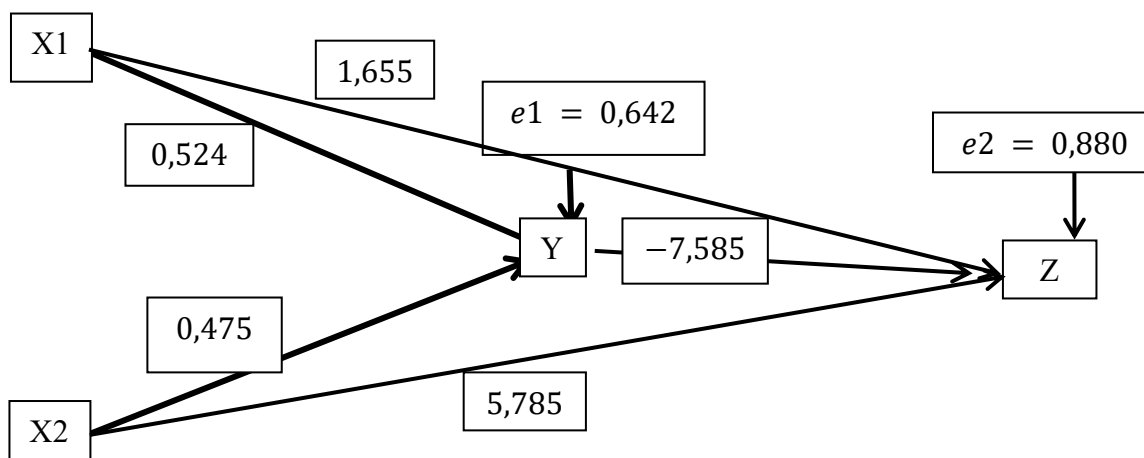 X1
1,655
e1 = 0,642
e2 = 0,880
0,524
Y
−7,585
Z
0,475
5,785
X2